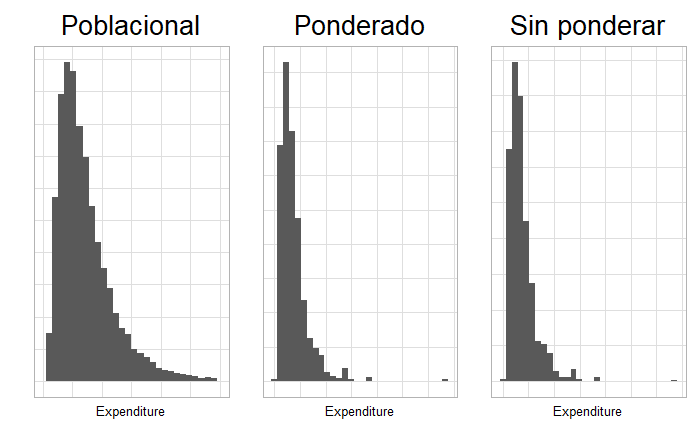 Poblacional
Ponderado
Sin ponderar
Expenditure
Expenditure
Expenditure